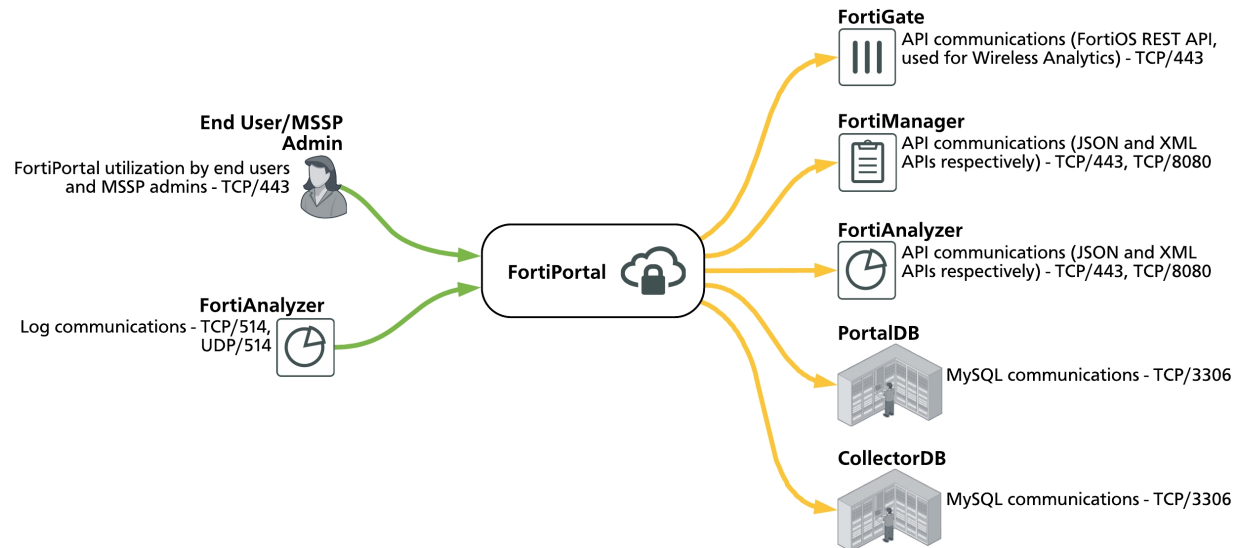 End User/MSSP
Admin
FortiPortal utilization by end users
and MSSP admins - TCP/443
FortiAnalyzer
Log communications - TCP/514,
UDP/514
FortiPortal
FortiGate
API communications (FortiOS REST API,
used for Wireless Analytics) - TCP/443
FortiManager
API communications (JSON and XML
APIs respectively) - TCP/443, TCP/8080
FortiAnalyzer
API communications (JSON and XML
APIs respectively) - TCP/443, TCP/8080
PortalDB
MySQL communications - TCP/3306
CollectorDB
MySQL communications - TCP/3306